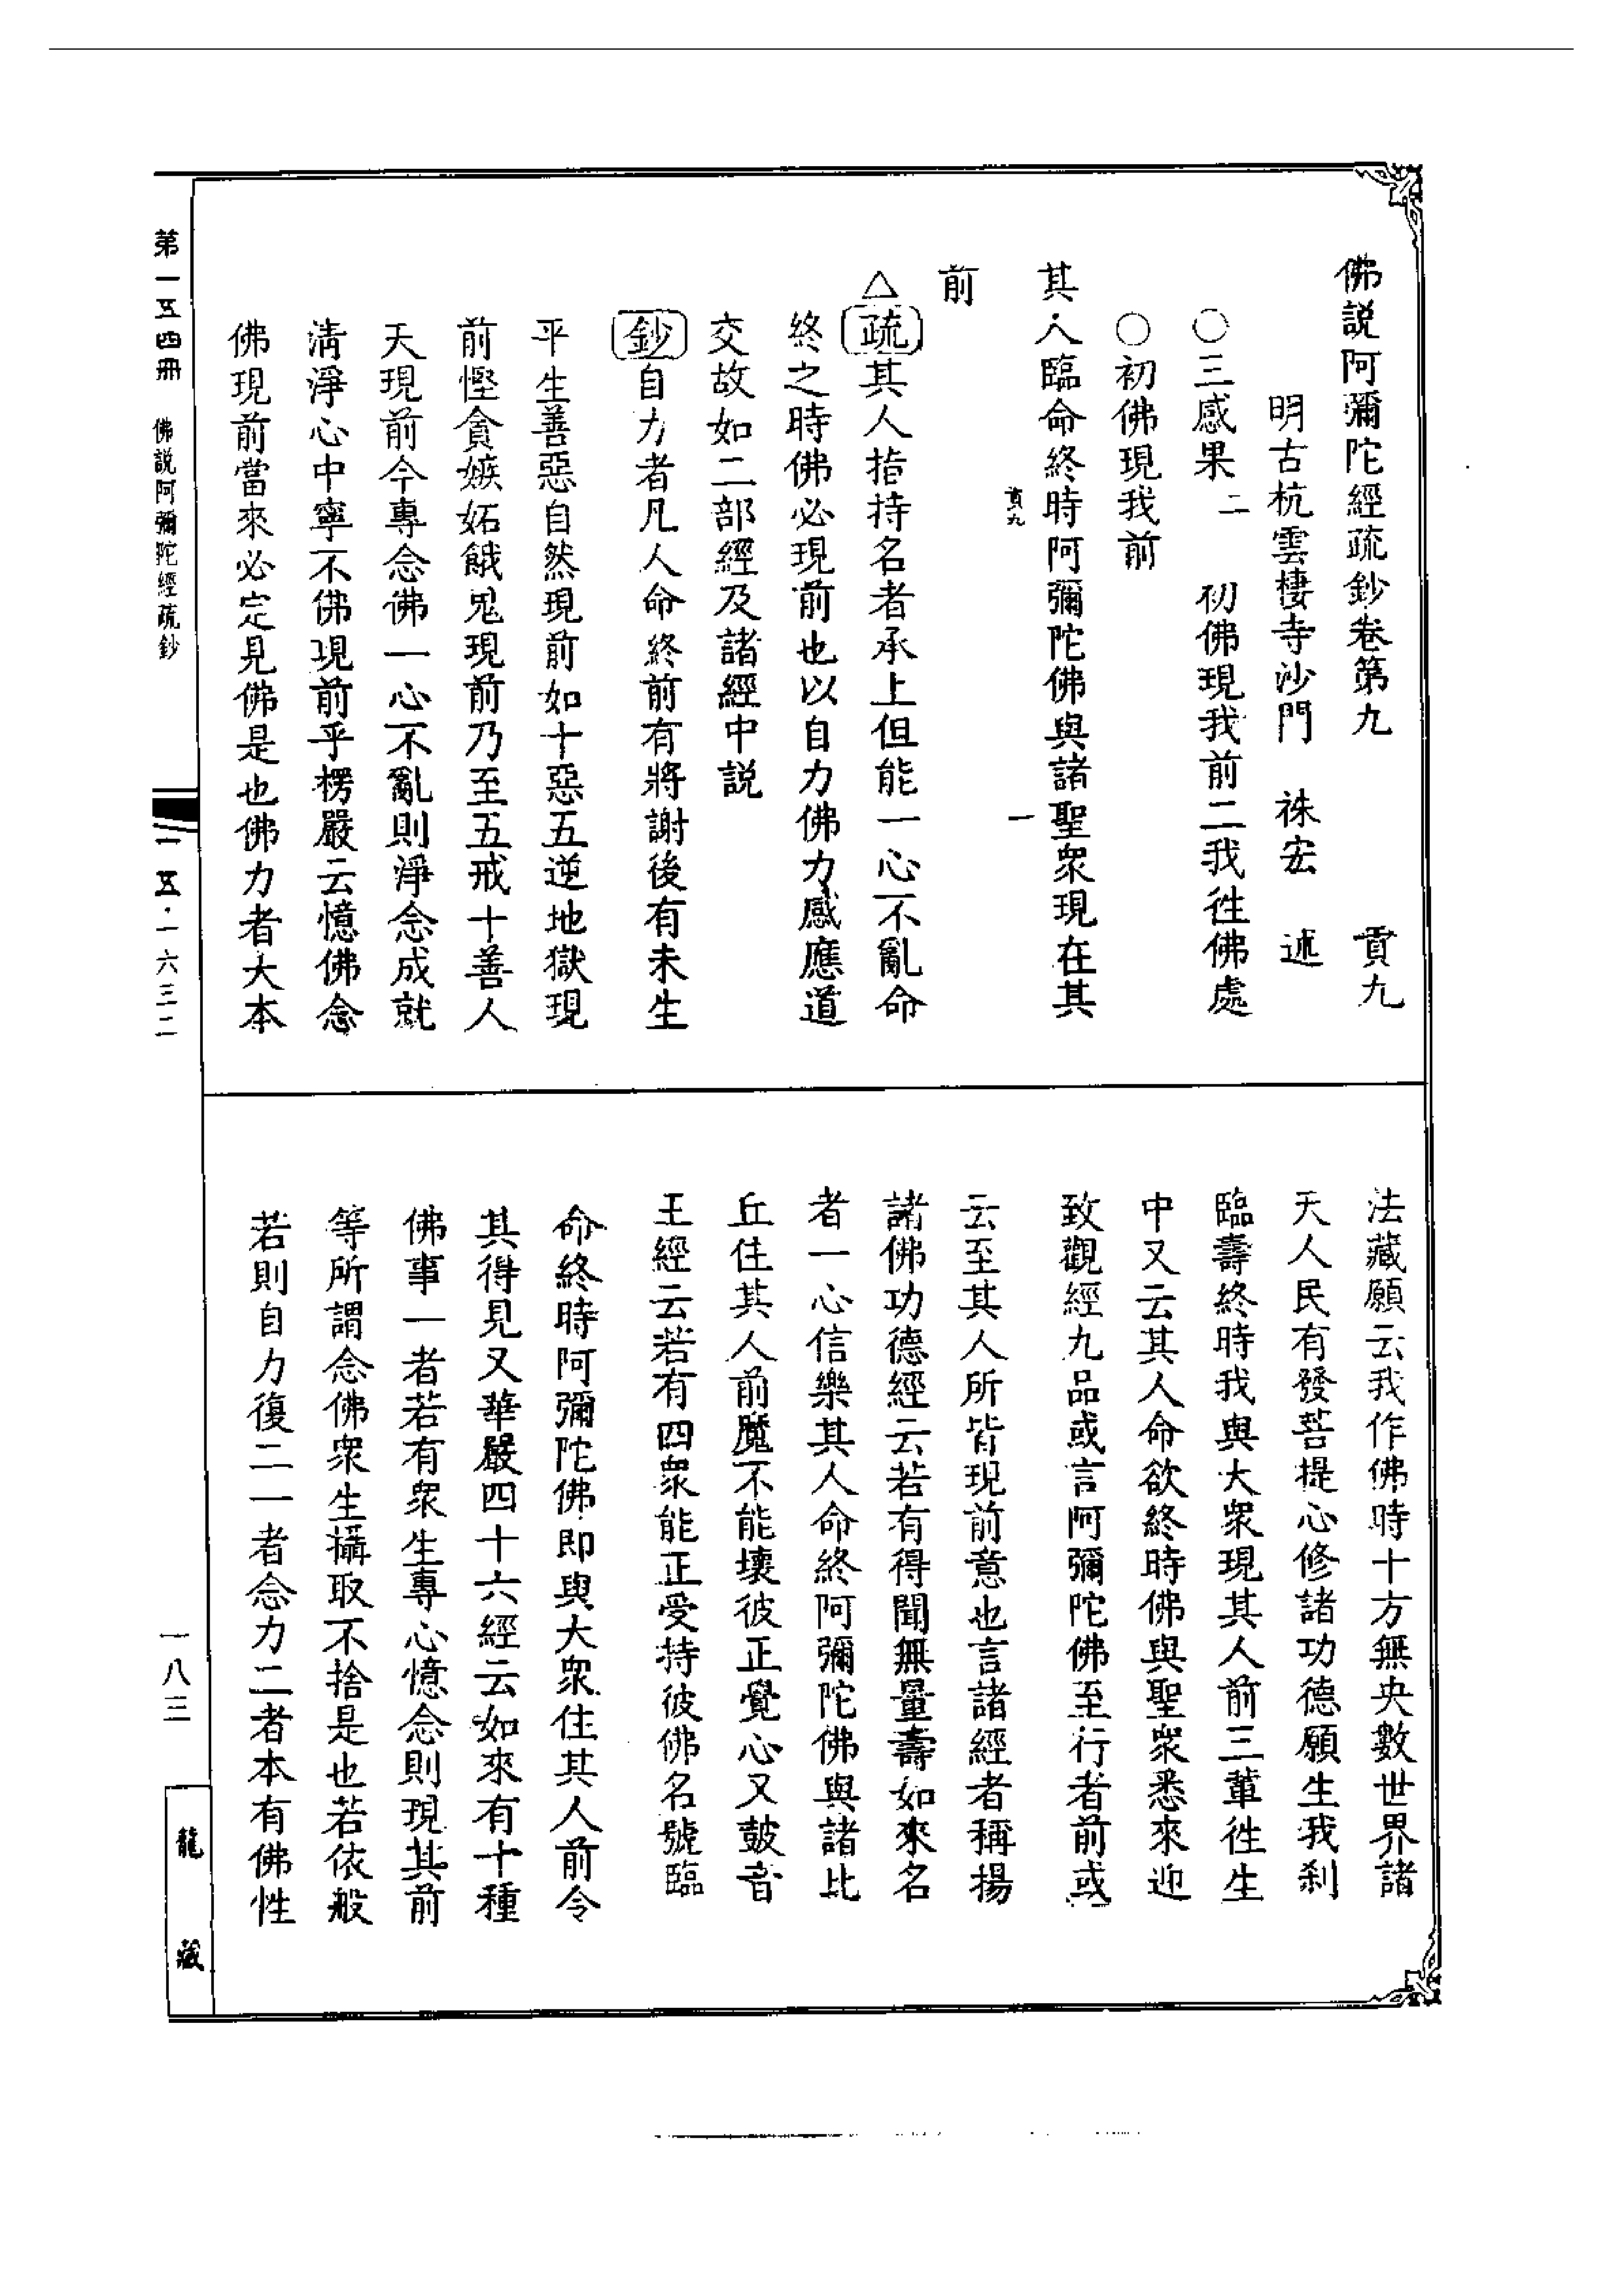 佛説阿彌陀經疏鈔卷第九　貢九
明古杭雲棲寺沙門　袾宏　述
○三感果二　初佛現我前二我徃佛處
○初佛現我前
其人臨命終時阿彌陀佛與諸聖衆現在其
貢九　一
前
△疏其人指持名者承上但能一心不亂命
終之時佛必現前也以自力佛力感應道
交故如二部經及諸經中説
鈔自力者凡人命終前有將謝後有未生
平生善惡自然現前如十惡五逆地獄現
前慳貪嫉妬餓鬼現前乃至五戒十善人
天現前今專念佛一心不亂則淨念成就
清淨心中寧不佛現前乎楞嚴云憶佛念
佛現前當來必定見佛是也佛力者大本
法藏願云我作佛時十方無央數世界諸
天人民有發菩提心修諸功德願生我刹
臨壽終時我與大衆現其人前三輩徃生
中又云其人命欲終時佛與聖衆悉來迎
致觀經九品或言阿彌陀佛至行者前或
云至其人所皆現前意也言諸經者稱揚
諸佛功德經云若有得聞無量壽如來名
者一心信樂其人命終阿彌陀佛與諸比
丘住其人前魔不能壞彼正覺心又鼓音
王經云若有四衆能正受持彼佛名號臨
命終時阿彌陀佛即與大衆住其人前令
其得見又華嚴四十六經云如來有十種
佛事一者若有衆生專心憶念則現其前
等所謂念佛衆生攝取不捨是也若依般
若則自力復二一者念力二者本有佛性
第一五四冊　佛説阿彌陀經疏鈔
一五·一六三二
一八三
龍藏